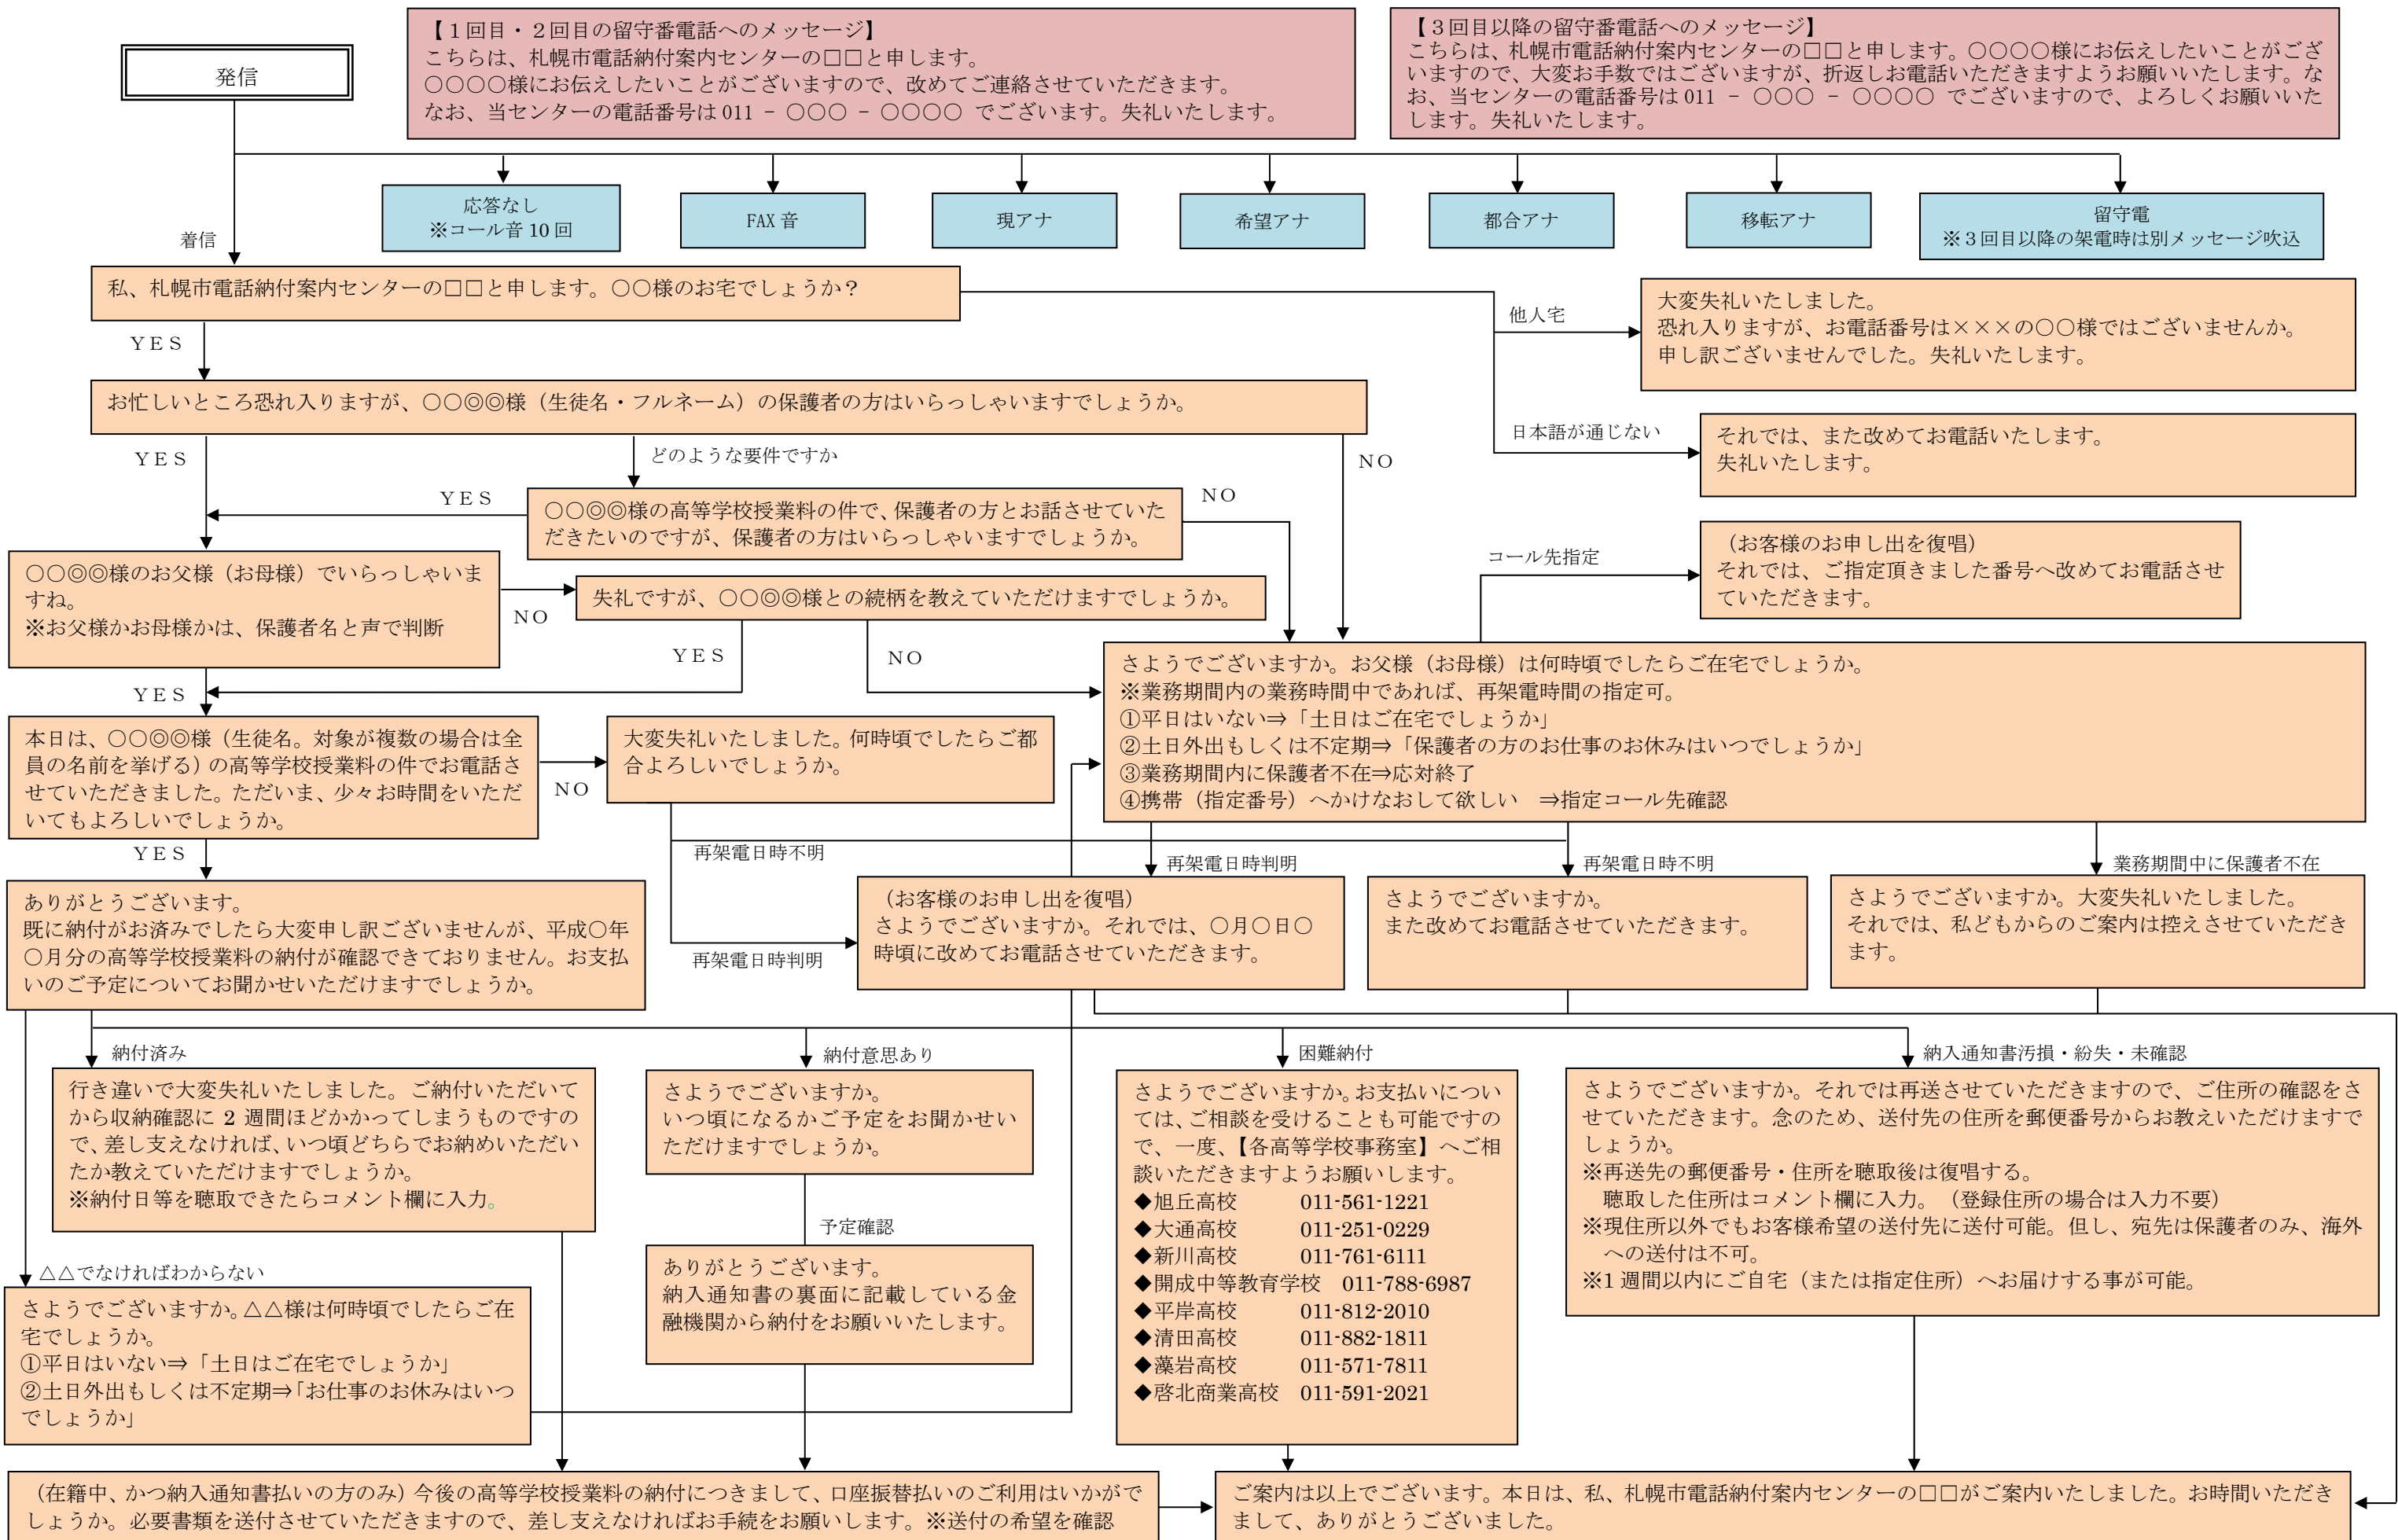 発信
【１回目・２回目の留守番電話へのメッセージ】
こちらは、札幌市電話納付案内センターの□□と申します。
○○○○様にお伝えしたいことがございますので、改めてご連絡させていただきます。
なお、当センターの電話番号は 011 － ○○○ － ○○○○ でございます。失礼いたします。
【３回目以降の留守番電話へのメッセージ】
こちらは、札幌市電話納付案内センターの□□と申します。○○○○様にお伝えしたいことがござ
いますので、大変お手数ではございますが、折返しお電話いただきますようお願いいたします。な
お、当センターの電話番号は 011 － ○○○ － ○○○○ でございますので、よろしくお願いいた
します。失礼いたします。
応答なし
※コール音 10 回
FAX 音
現アナ
希望アナ
都合アナ
移転アナ
留守電
※３回目以降の架電時は別メッセージ吹込
着信
私、札幌市電話納付案内センターの□□と申します。○○様のお宅でしょうか？
他人宅
大変失礼いたしました。
恐れ入りますが、お電話番号は×××の○○様ではございませんか。
申し訳ございませんでした。失礼いたします。
ＹＥＳ
お忙しいところ恐れ入りますが、○○◎◎様（生徒名・フルネーム）の保護者の方はいらっしゃいますでしょうか。
日本語が通じない
それでは、また改めてお電話いたします。
失礼いたします。
ＹＥＳ
どのような要件ですか
ＮＯ
ＹＥＳ
○○◎◎様の高等学校授業料の件で、保護者の方とお話させていた
だきたいのですが、保護者の方はいらっしゃいますでしょうか。
ＮＯ
コール先指定
（お客様のお申し出を復唱）
それでは、ご指定頂きました番号へ改めてお電話させ
ていただきます。
○○◎◎様のお父様（お母様）でいらっしゃいま
すね。
※お父様かお母様かは、保護者名と声で判断
ＮＯ
失礼ですが、○○◎◎様との続柄を教えていただけますでしょうか。
ＹＥＳ
ＮＯ
ＹＥＳ
さようでございますか。お父様（お母様）は何時頃でしたらご在宅でしょうか。
※業務期間内の業務時間中であれば、再架電時間の指定可。
①平日はいない⇒「土日はご在宅でしょうか」
②土日外出もしくは不定期⇒「保護者の方のお仕事のお休みはいつでしょうか」
③業務期間内に保護者不在⇒応対終了
④携帯（指定番号）へかけなおして欲しい　⇒指定コール先確認
本日は、○○◎◎様（生徒名。対象が複数の場合は全
員の名前を挙げる）の高等学校授業料の件でお電話さ
せていただきました。ただいま、少々お時間をいただ
いてもよろしいでしょうか。
ＮＯ
大変失礼いたしました。何時頃でしたらご都
合よろしいでしょうか。
ＹＥＳ
再架電日時不明
再架電日時判明
再架電日時不明
業務期間中に保護者不在
再架電日時判明
（お客様のお申し出を復唱）
さようでございますか。それでは、○月○日○
時頃に改めてお電話させていただきます。
さようでございますか。
また改めてお電話させていただきます。
さようでございますか。大変失礼いたしました。
それでは、私どもからのご案内は控えさせていただき
ます。
ありがとうございます。
既に納付がお済みでしたら大変申し訳ございませんが、平成○年
○月分の高等学校授業料の納付が確認できておりません。お支払
いのご予定についてお聞かせいただけますでしょうか。
納付済み
行き違いで大変失礼いたしました。ご納付いただいて
から収納確認に 2 週間ほどかかってしまうものですの
で、差し支えなければ、いつ頃どちらでお納めいただい
たか教えていただけますでしょうか。
※納付日等を聴取できたらコメント欄に入力。
納付意思あり
さようでございますか。
いつ頃になるかご予定をお聞かせい
ただけますでしょうか。
予定確認
ありがとうございます。
納入通知書の裏面に記載している金
融機関から納付をお願いいたします。
困難納付
さようでございますか。お支払いについ
ては、ご相談を受けることも可能ですの
で、一度、【各高等学校事務室】へご相
談いただきますようお願いします。
◆旭丘高校　011-561-1221
◆大通高校　011-251-0229
◆新川高校　011-761-6111
◆開成中等教育学校　011-788-6987
◆平岸高校　011-812-2010
◆清田高校　011-882-1811
◆藻岩高校　011-571-7811
◆啓北商業高校　011-591-2021
納入通知書汚損・紛失・未確認
さようでございますか。それでは再送させていただきますので、ご住所の確認をさ
せていただきます。念のため、送付先の住所を郵便番号からお教えいただけますで
しょうか。
※再送先の郵便番号・住所を聴取後は復唱する。
聴取した住所はコメント欄に入力。（登録住所の場合は入力不要）
※現住所以外でもお客様希望の送付先に送付可能。但し、宛先は保護者のみ、海外
への送付は不可。
※1 週間以内にご自宅（または指定住所）へお届けする事が可能。
△△でなければわからない
さようでございますか。△△様は何時頃でしたらご在
宅でしょうか。
①平日はいない⇒「土日はご在宅でしょうか」
②土日外出もしくは不定期⇒「お仕事のお休みはいつ
でしょうか」
（在籍中、かつ納入通知書払いの方のみ）今後の高等学校授業料の納付につきまして、口座振替払いのご利用はいかがで
しょうか。必要書類を送付させていただきますので、差し支えなければお手続をお願いします。※送付の希望を確認
ご案内は以上でございます。本日は、私、札幌市電話納付案内センターの□□がご案内いたしました。お時間いただき
まして、ありがとうございました。